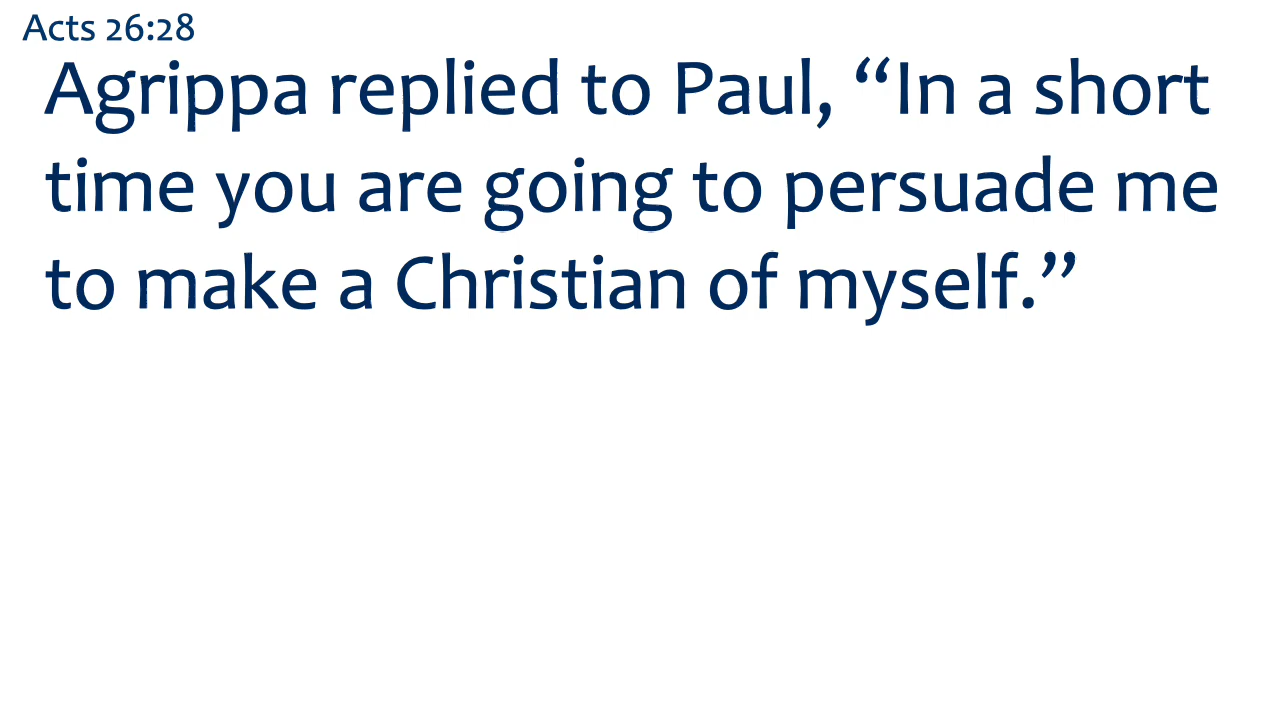 Acts 26:28
Agrippa replied to Paul, “In a short
time you are going to persuade me
to make a Christian of myself.”